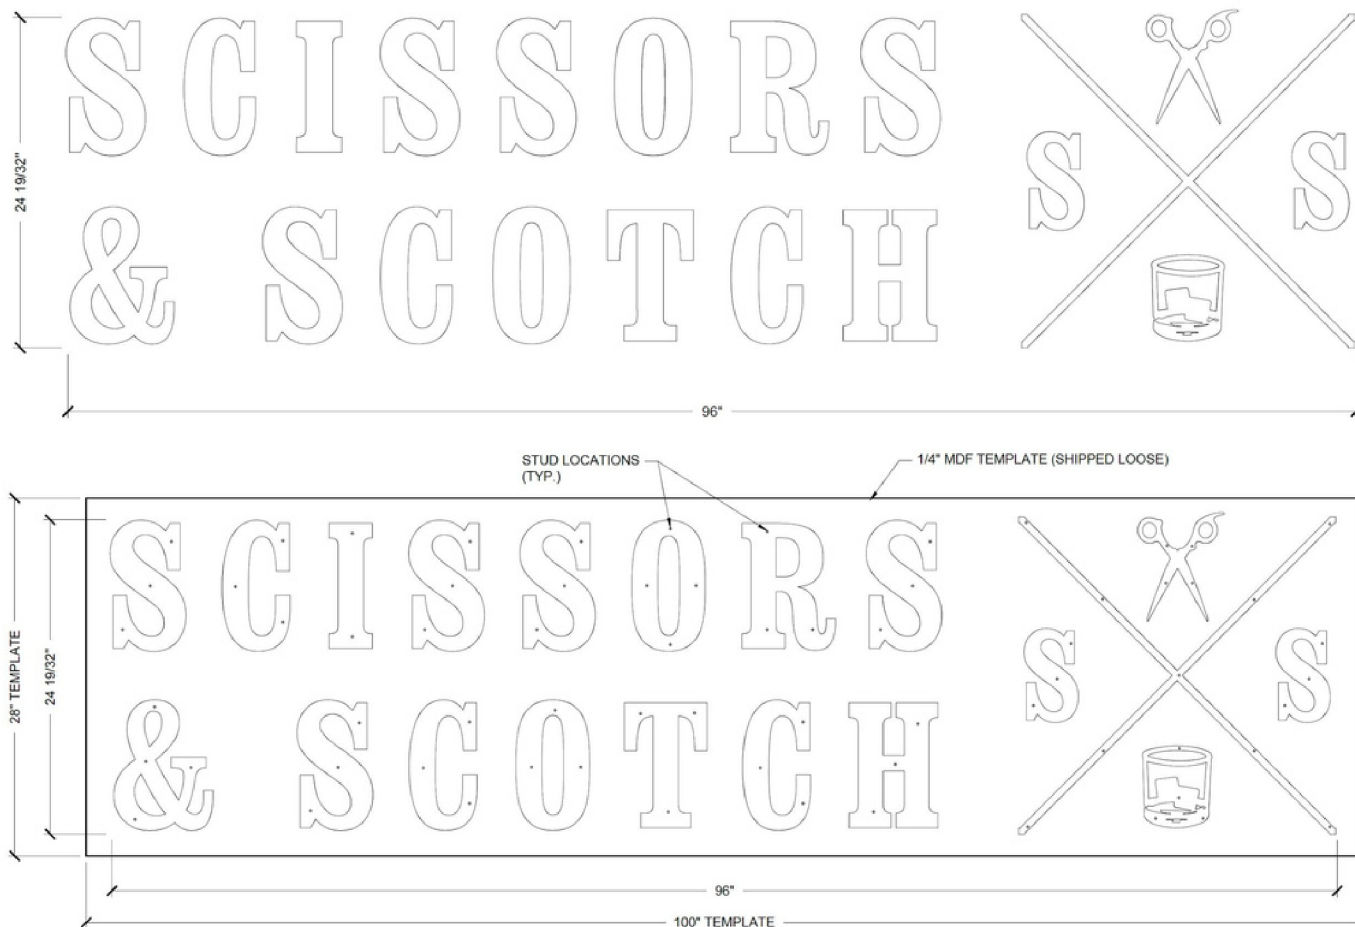 SCISSORS
24 19/32"
& SCOTCH
S S
96"
STUD LOCATIONS
(TYP.)
1/4" MDF TEMPLATE (SHIPPED LOOSE)
SCISSORS
28" TEMPLATE
24 19/32"
& SCOTCH
S S
96"
100" TEMPLATE